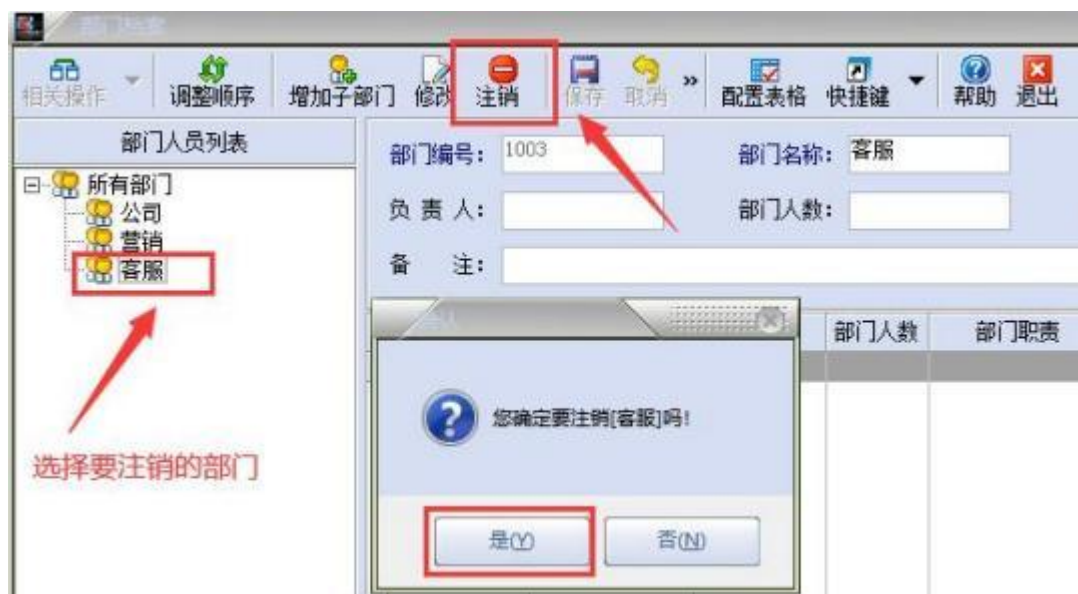 部门档案
相关操作 调整顺序 增加子部门 修改 注销 保存 取消 » 配置表格 快捷键 帮助 退出
部门人员列表
部门编号: 1003 部门名称: 客服
所有部门
公司
负 责 人: 部门人数:
营销
客服
备 注:
确认
部门人数 部门职责
您确定要注销[客服]吗!
选择要注销的部门
是(Y) 否(N)